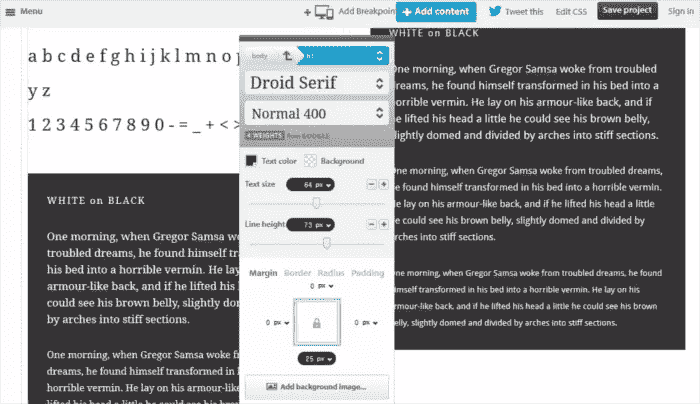 Menu
Add Breakpoint
+ Add content
Tweet this
Edit CSS
Save project
Sign in
a b c d e f g h i j k l m n o p
y z
1 2 3 4 5 6 7 8 9 0 - = _ + < >
WHITE on BLACK
One morning, when Gregor Samsa wo
troubled dreams, he found himself tra
his bed into a horrible vermin. He lay
armour-like back, and if he lifted his h
could see his brown belly, slightly dom
by arches into stiff sections.
One morning, when Gregor Samsa woke fro
dreams, he found himself transformed in
horrible vermin. He lay on his armour-lik
lifted his head a little he could see his bro
body
h1
Droid Serif
Normal 400
4 WEIGHTS from GOOGLE
Text color
Background
Text size
64 px
Line height
73 px
Margin Border Radius Padding
0 px
0 px
0 px
25 px
Add background image...
WHITE on BLACK
One morning, when Gregor Samsa woke from troubled
dreams, he found himself transformed in his bed into a
horrible vermin. He lay on his armour-like back, and if
he lifted his head a little he could see his brown belly,
slightly domed and divided by arches into stiff sections.
One morning, when Gregor Samsa woke from troubled dreams,
he found himself transformed in his bed into a horrible vermin.
He lay on his armour-like back, and if he lifted his head a little
he could see his brown belly, slightly domed and divided by
arches into stiff sections.
One morning, when Gregor Samsa woke from troubled dreams, he found
himself transformed in his bed into a horrible vermin. He lay on his
armour-like back, and if he lifted his head a little he could see his brown
belly, slightly domed and divided by arches into stiff sections.